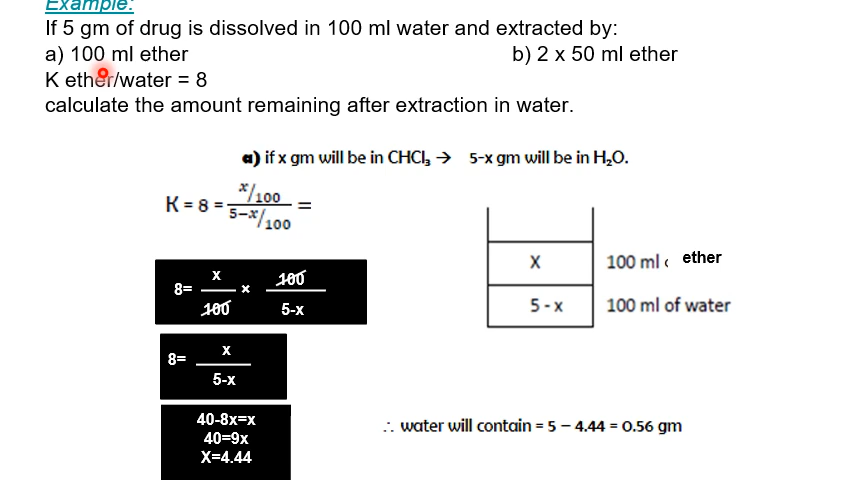 Example:
If 5 gm of drug is dissolved in 100 ml water and extracted by:
a) 100 ml ether b) 2 x 50 ml ether
K ether/water = 8
calculate the amount remaining after extraction in water.
a) if x gm will be in CHCl₃ → 5-x gm will be in H₂O.
K = 8 = x/100 / 5-x/100 =
X 100 ml ether
5 - x 100 ml of water
8= x/100 × 100/5-x
8= x/5-x
40-8x=x
40=9x
X=4.44
∴ water will contain = 5 – 4.44 = 0.56 gm